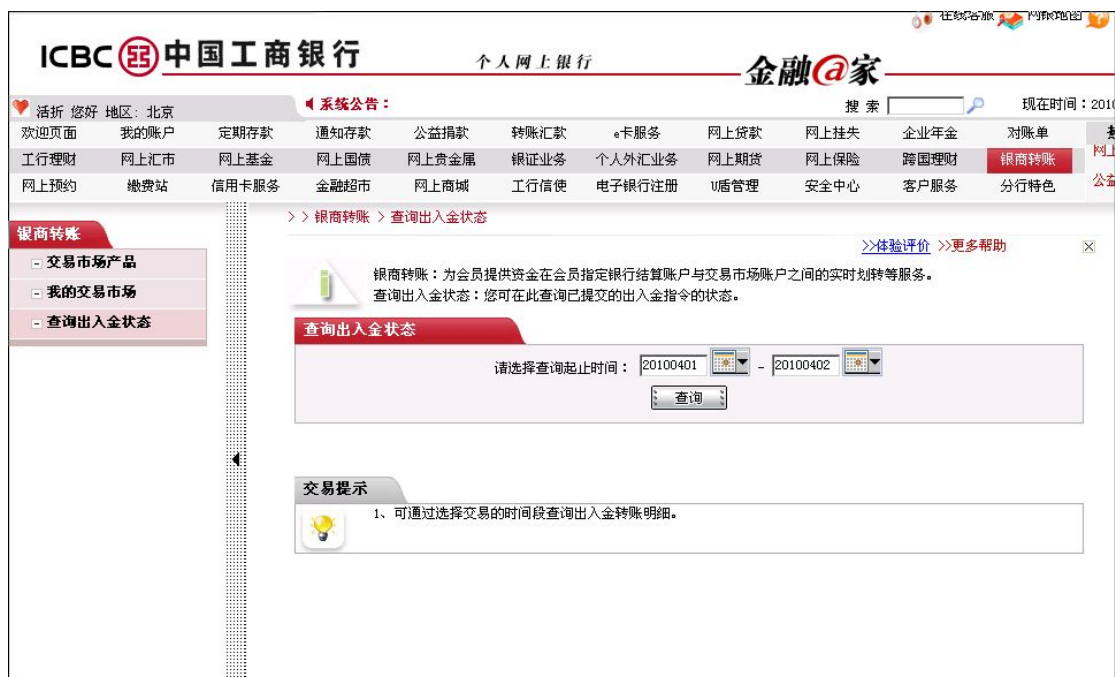 在线客服 网银地图
ICBC 中国工商银行 个人网上银行 金融@家
活折 您好 地区：北京 系统公告： 搜 索 现在时间：201
欢迎页面 我的账户 定期存款 通知存款 公益捐款 转账汇款 e卡服务 网上贷款 网上挂失 企业年金 对账单
工行理财 网上汇市 网上基金 网上国债 网上贵金属 银证业务 个人外汇业务 网上期货 网上保险 跨国理财 银商转账 网上
网上预约 缴费站 信用卡服务 金融超市 网上商城 工行信使 电子银行注册 U盾管理 安全中心 客户服务 分行特色 公益
银商转账
交易市场产品
我的交易市场
查询出入金状态
>> 银商转账 > 查询出入金状态
>>体验评价 >>更多帮助
银商转账：为会员提供资金在会员指定银行结算账户与交易市场账户之间的实时划转等服务。
查询出入金状态：您可在此查询已提交的出入金指令的状态。
查询出入金状态
请选择查询起止时间： 20100401 - 20100402
查询
交易提示
1、可通过选择交易的时间段查询出入金转账明细。